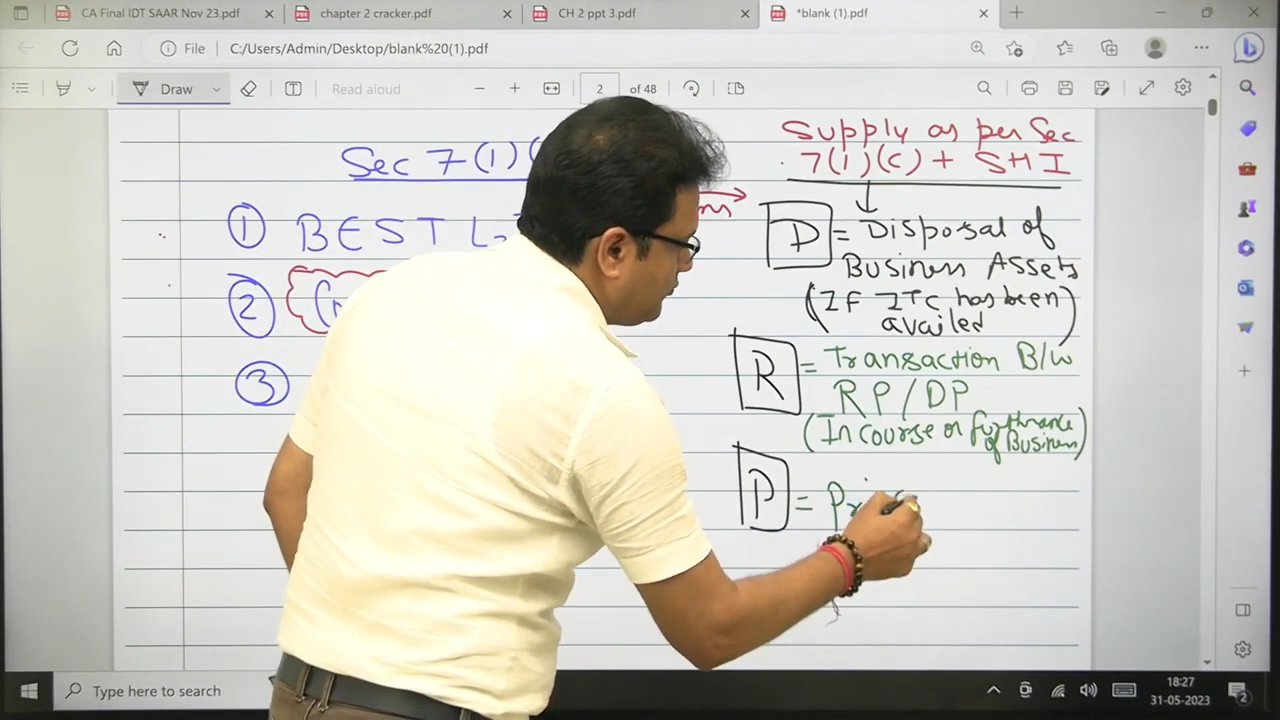 CA Final IDT SAAR Nov 23.pdf
chapter 2 cracker.pdf
CH 2 ppt 3.pdf
*blank (1).pdf
File
C:/Users/Admin/Desktop/blank%20(1).pdf
Draw
Read aloud
2
of 48
Sec 7(1)(
① BEST L
②
③
Supply as per Sec
7(1)(c) + SHI
D = Disposal of
Business Assets
(IF ITC has been
availed)
R = Transaction B/w
RP/DP
(In course or furtherance
of Business)
P = Pri
Type here to search
18:27
31-05-2023
2